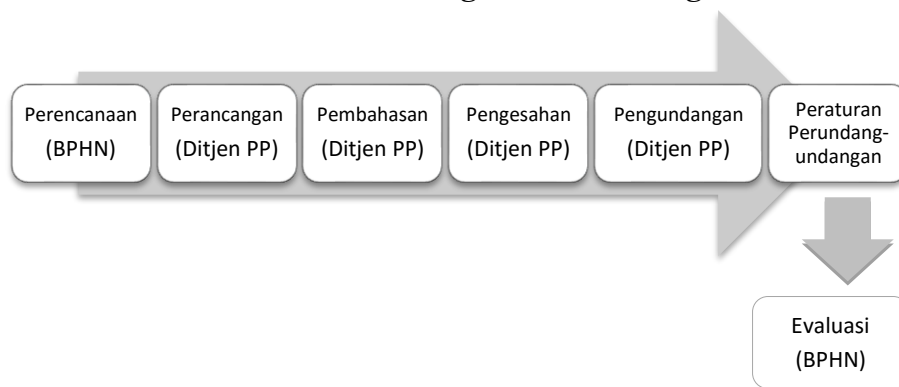 Perencanaan
(BPHN)
Perancangan
(Ditjen PP)
Pembahasan
(Ditjen PP)
Pengesahan
(Ditjen PP)
Pengundangan
(Ditjen PP)
Peraturan
Perundang-
undangan
Evaluasi
(BPHN)